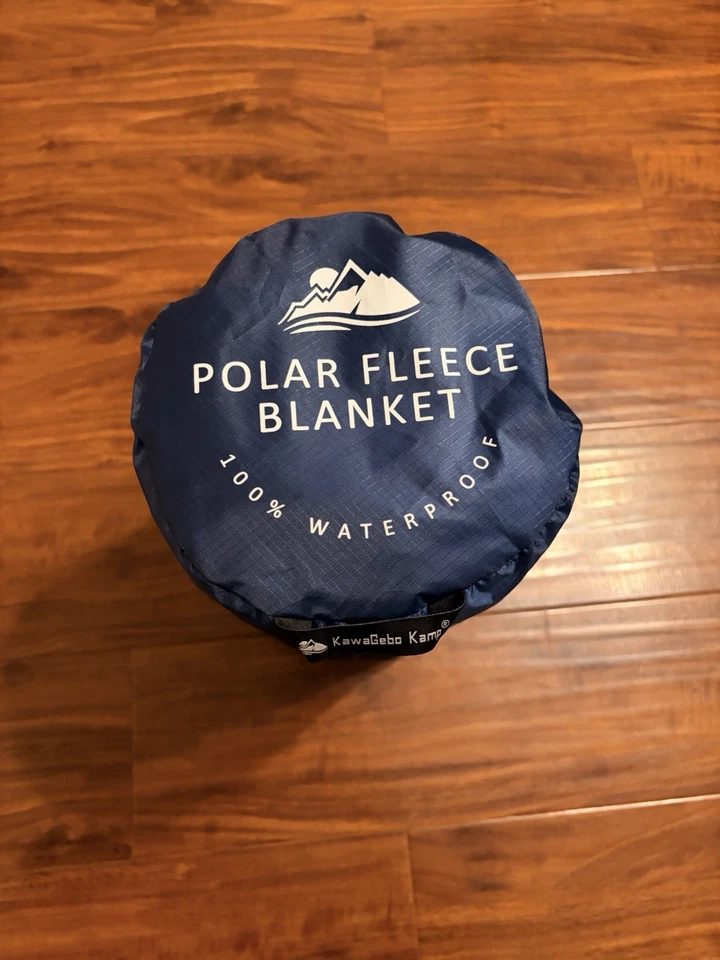 POLAR FLEECE
BLANKET
100% WATERPROOF
KawaGebo Kamp®